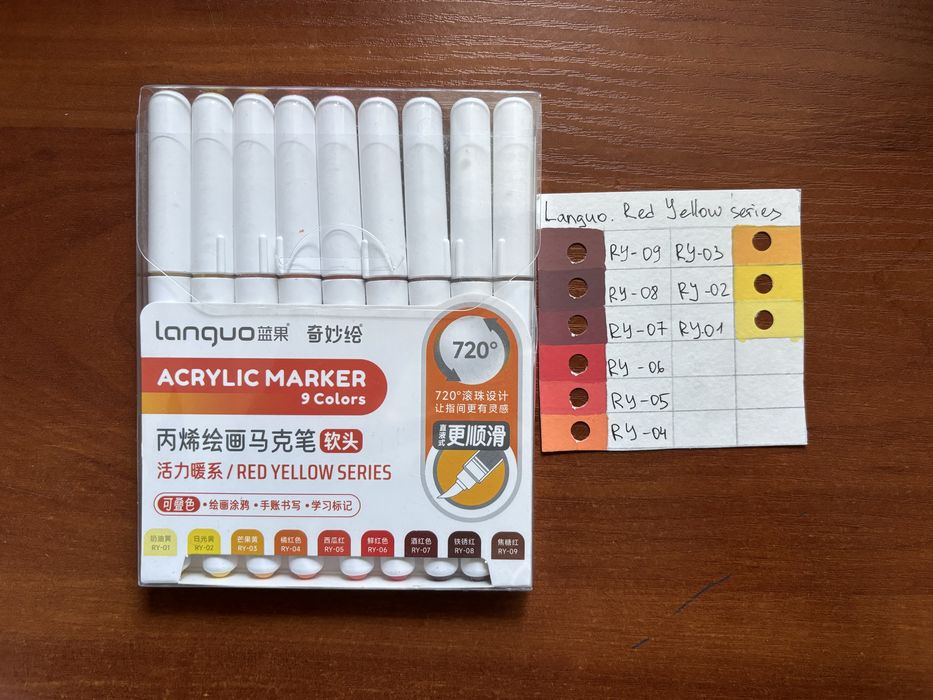 Languo 蓝果 奇妙绘
ACRYLIC MARKER
9 Colors
丙烯绘画马克笔 软头
活力暖系 / RED YELLOW SERIES
可叠色 • 绘画涂鸦 • 手账书写 • 学习标记
720°
720°滚珠设计
让指间更有灵感
直液式 更顺滑
奶油黄 日光黄 芒果黄 橘红色 西瓜红 鲜红色 酒红色 铁锈红 焦糖红
RY-01 RY-02 RY-03 RY-04 RY-05 RY-06 RY-07 RY-08 RY-09
Languo. Red Yellow series
RY-09 RY-03
RY-08 RY-02
RY-07 RY.01
RY-06
RY-05
RY-04